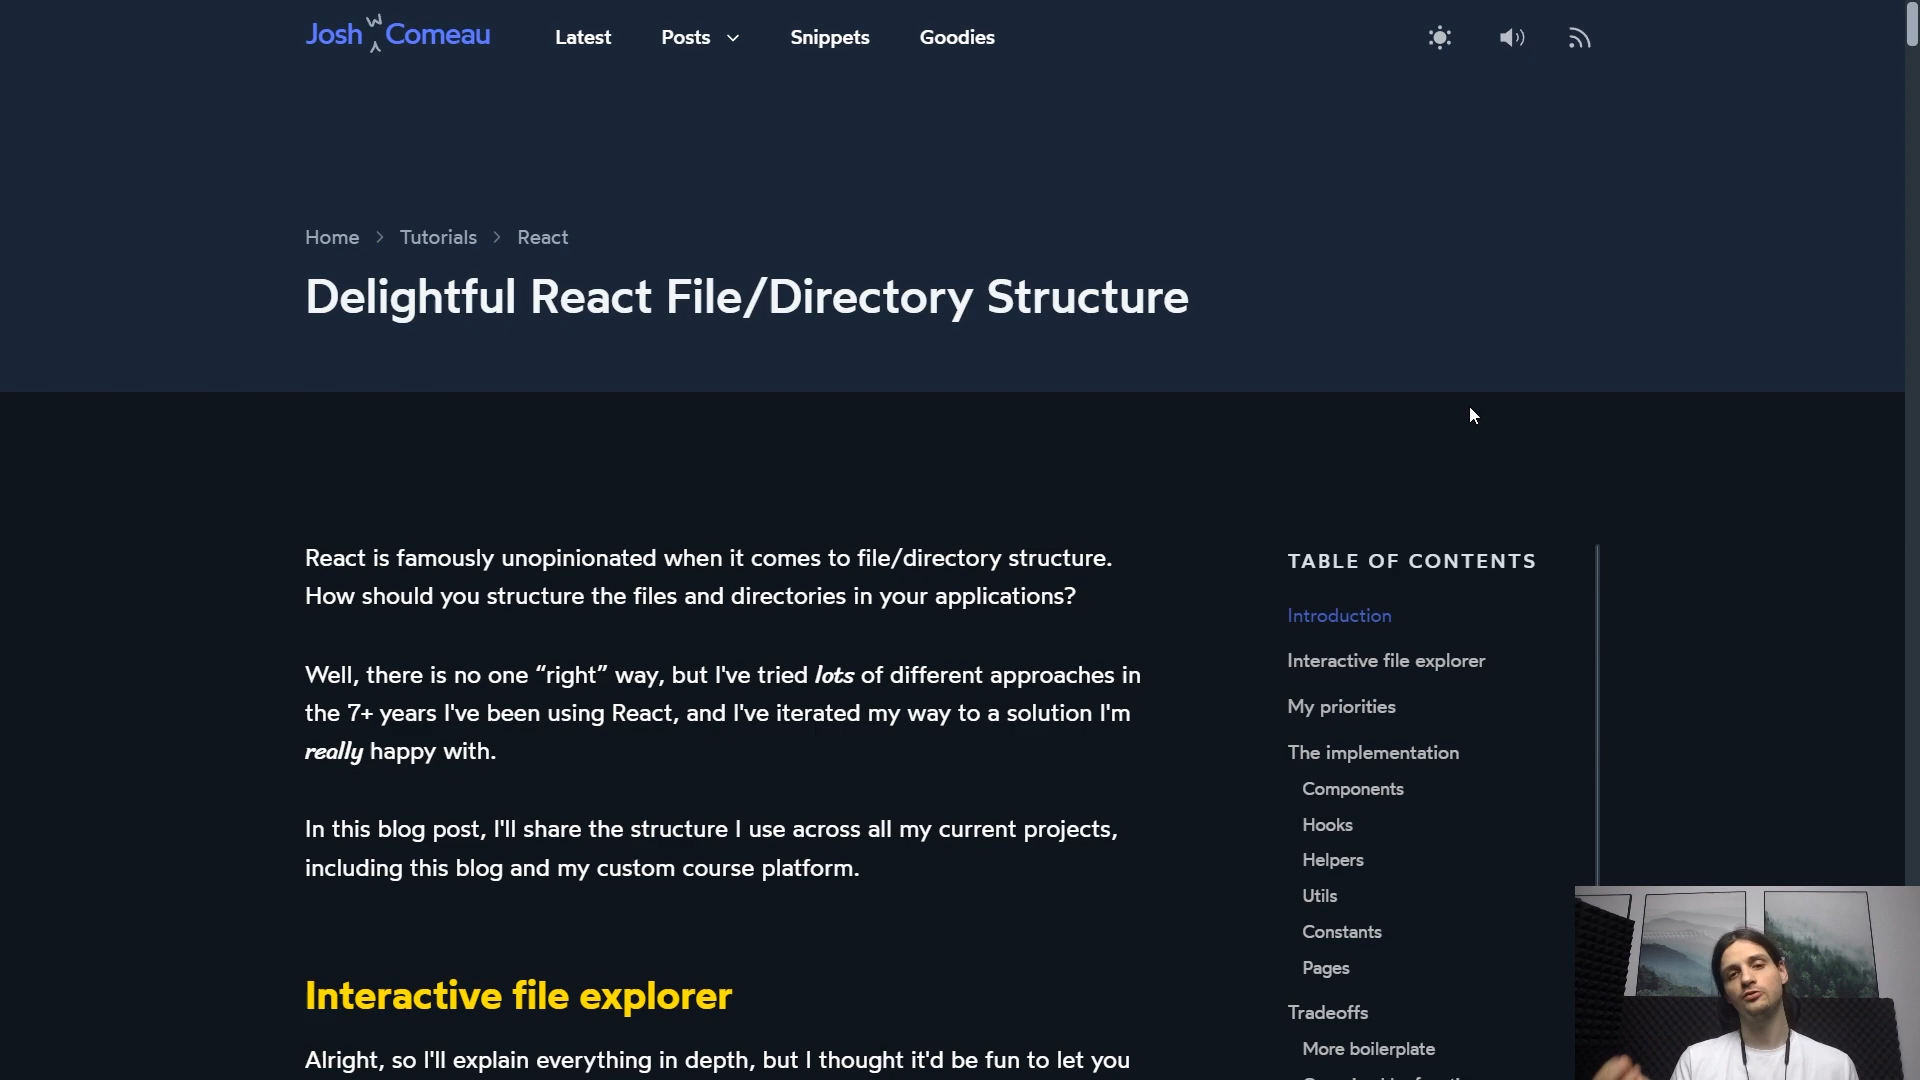 Josh W Comeau
Latest
Posts
Snippets
Goodies
Home > Tutorials > React
Delightful React File/Directory Structure
React is famously unopinionated when it comes to file/directory structure.
How should you structure the files and directories in your applications?
Well, there is no one “right” way, but I've tried lots of different approaches in
the 7+ years I've been using React, and I've iterated my way to a solution I'm
really happy with.
In this blog post, I'll share the structure I use across all my current projects,
including this blog and my custom course platform.
Interactive file explorer
Alright, so I'll explain everything in depth, but I thought it'd be fun to let you
TABLE OF CONTENTS
Introduction
Interactive file explorer
My priorities
The implementation
Components
Hooks
Helpers
Utils
Constants
Pages
Tradeoffs
More boilerplate